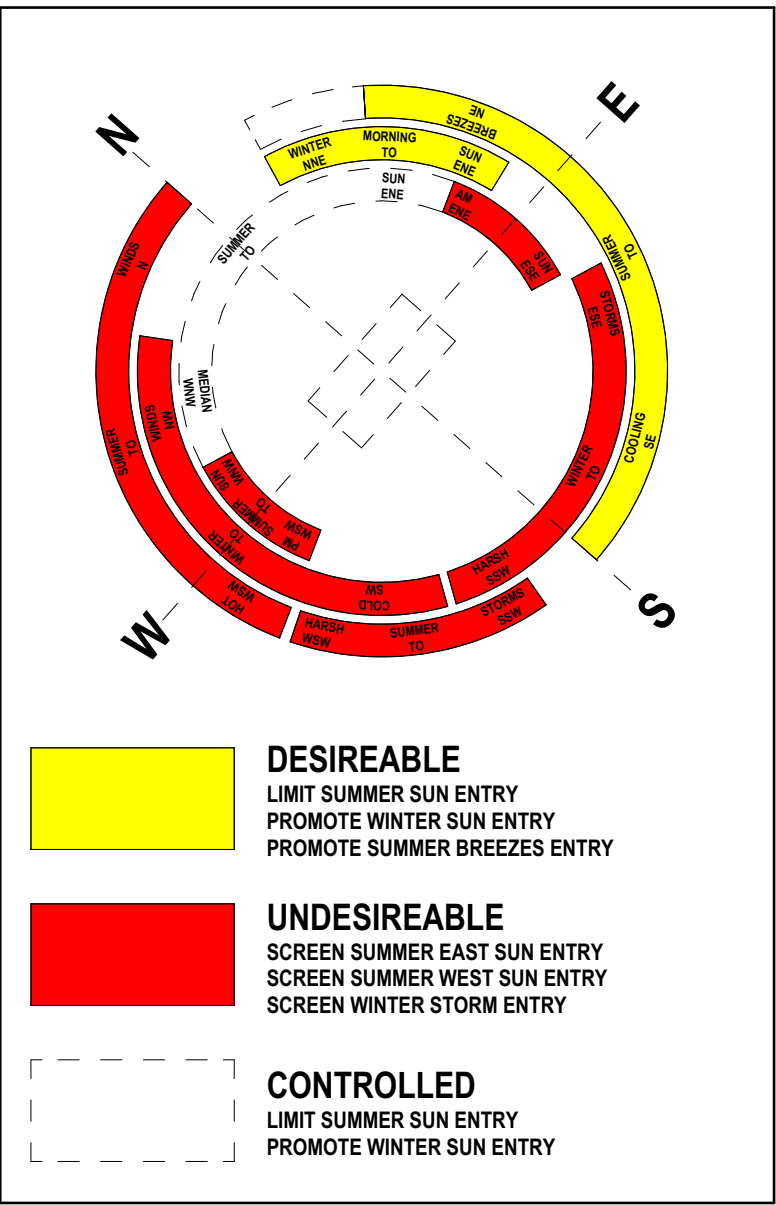 N
E
S
W
BREEZES
NE
SUMMER
TO
COOLING
SE
WINTER
NNE
MORNING
TO
SUN
ENE
SUN
ENE
SUMMER
TO
MEDIAN
WNW
AM
ENE
SUN
ESE
STORMS
ESE
WINTER
TO
HARSH
SSW
WINDS
N
SUMMER
TO
HOT
WSW
WINDS
NW
WINTER
TO
COLD
SW
SUN
WNW
SUMMER
TO
PM
WSW
HARSH
WSW
SUMMER
TO
STORMS
SSW
DESIREABLE
LIMIT SUMMER SUN ENTRY
PROMOTE WINTER SUN ENTRY
PROMOTE SUMMER BREEZES ENTRY
UNDESIREABLE
SCREEN SUMMER EAST SUN ENTRY
SCREEN SUMMER WEST SUN ENTRY
SCREEN WINTER STORM ENTRY
CONTROLLED
LIMIT SUMMER SUN ENTRY
PROMOTE WINTER SUN ENTRY